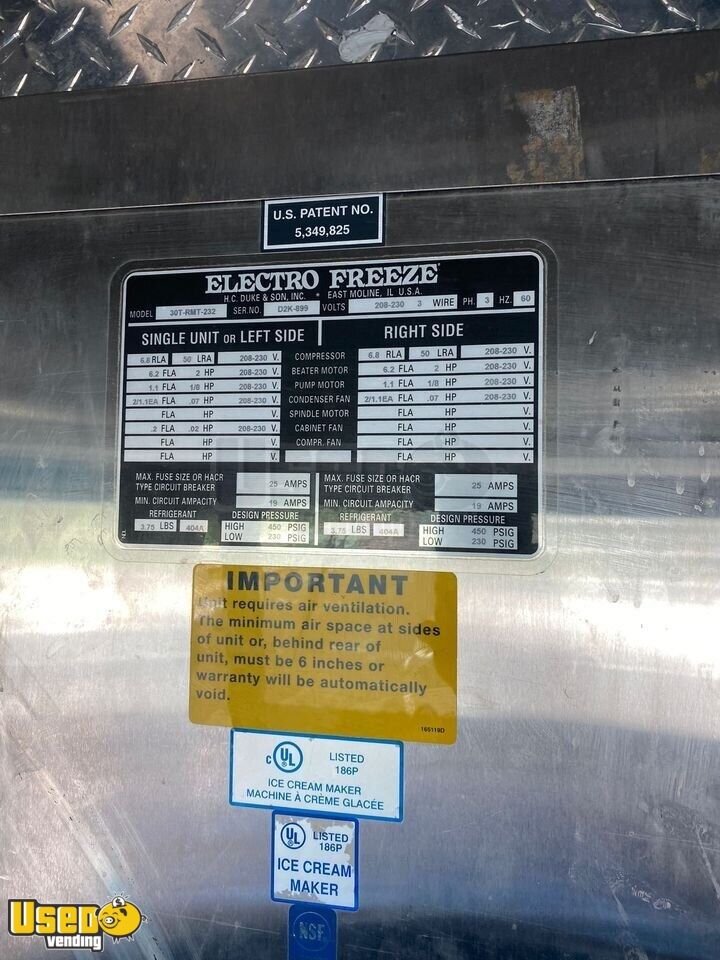 U.S. PATENT NO.
5,349,825
ELECTRO FREEZE
H.C. DUKE & SON, INC. • EAST MOLINE, IL U.S.A.
MODEL 30T-RMT-232 SER.NO. D2K-899 VOLTS 208-230 3 WIRE PH. 3 HZ. 60
SINGLE UNIT OR LEFT SIDE RIGHT SIDE
6.8 RLA 50 LRA 208-230 V. COMPRESSOR 6.8 RLA 50 LRA 208-230 V.
6.2 FLA 2 HP 208-230 V. BEATER MOTOR 6.2 FLA 2 HP 208-230 V.
1.1 FLA 1/8 HP 208-230 V. PUMP MOTOR 1.1 FLA 1/8 HP 208-230 V.
2/1.1EA FLA .07 HP 208-230 V. CONDENSER FAN 2/1.1EA FLA .07 HP 208-230 V.
FLA HP V. SPINDLE MOTOR FLA HP V.
.2 FLA .02 HP 208-230 V. CABINET FAN FLA HP V.
FLA HP V. COMPR. FAN FLA HP V.
FLA HP V. FLA HP V.
MAX. FUSE SIZE OR HACR TYPE CIRCUIT BREAKER 25 AMPS MAX. FUSE SIZE OR HACR TYPE CIRCUIT BREAKER 25 AMPS
MIN. CIRCUIT AMPACITY 19 AMPS MIN. CIRCUIT AMPACITY 19 AMPS
REFRIGERANT DESIGN PRESSURE REFRIGERANT DESIGN PRESSURE
3.75 LBS 404A HIGH 450 PSIG 3.75 LBS 404A HIGH 450 PSIG
LOW 230 PSIG LOW 230 PSIG
NO.
IMPORTANT
Unit requires air ventilation.
The minimum air space at sides
of unit or, behind rear of
unit, must be 6 inches or
warranty will be automatically
void.
165119D
C UL LISTED
186P
ICE CREAM MAKER
MACHINE À CRÈME GLACÉE
UL LISTED
186P
ICE CREAM
MAKER
NSF
USED
vending